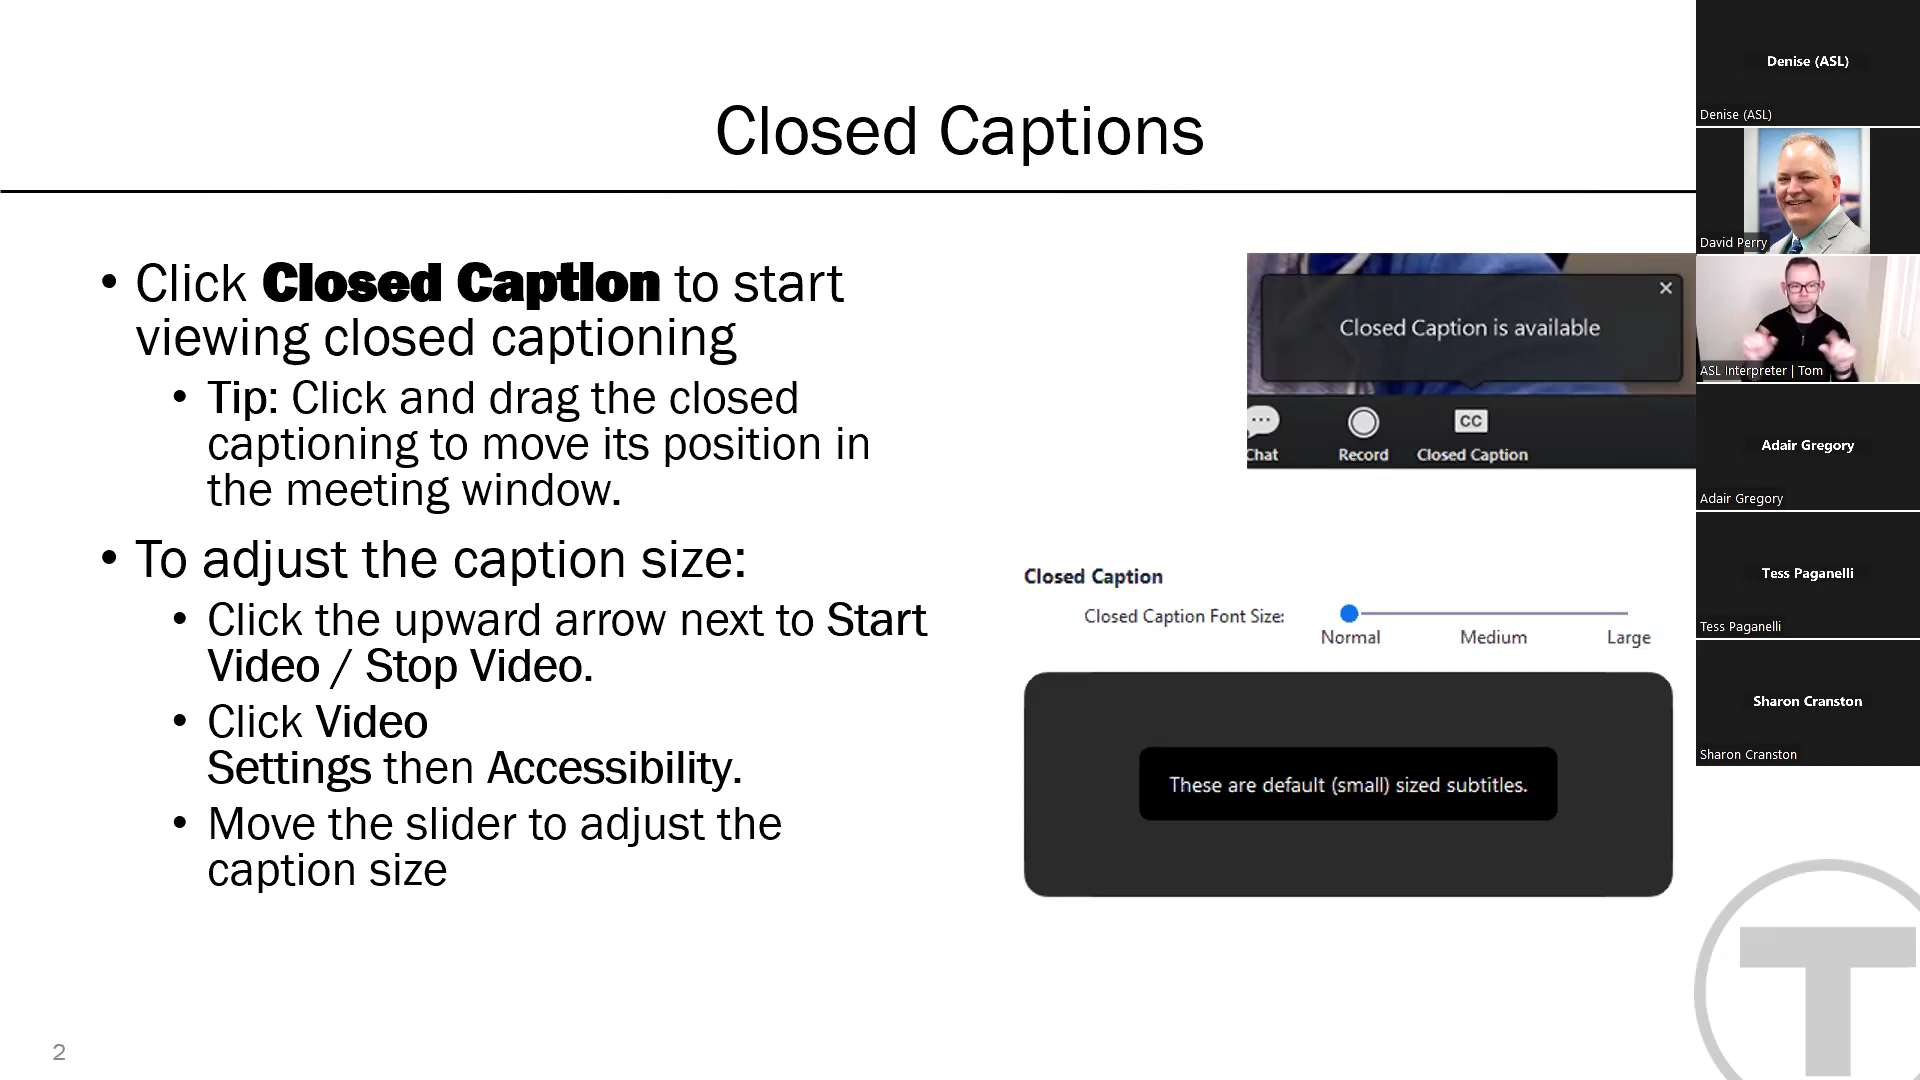 Closed Captions
• Click Closed Caption to start
viewing closed captioning
• Tip: Click and drag the closed
captioning to move its position in
the meeting window.
• To adjust the caption size:
• Click the upward arrow next to Start
Video / Stop Video.
• Click Video
Settings then Accessibility.
• Move the slider to adjust the
caption size
Closed Caption is available
Chat
Record
CC
Closed Caption
Closed Caption
Closed Caption Font Size:
Normal
Medium
Large
These are default (small) sized subtitles.
Denise (ASL)
Denise (ASL)
David Perry
ASL Interpreter | Tom
Adair Gregory
Adair Gregory
Tess Paganelli
Tess Paganelli
Sharon Cranston
Sharon Cranston
T
2